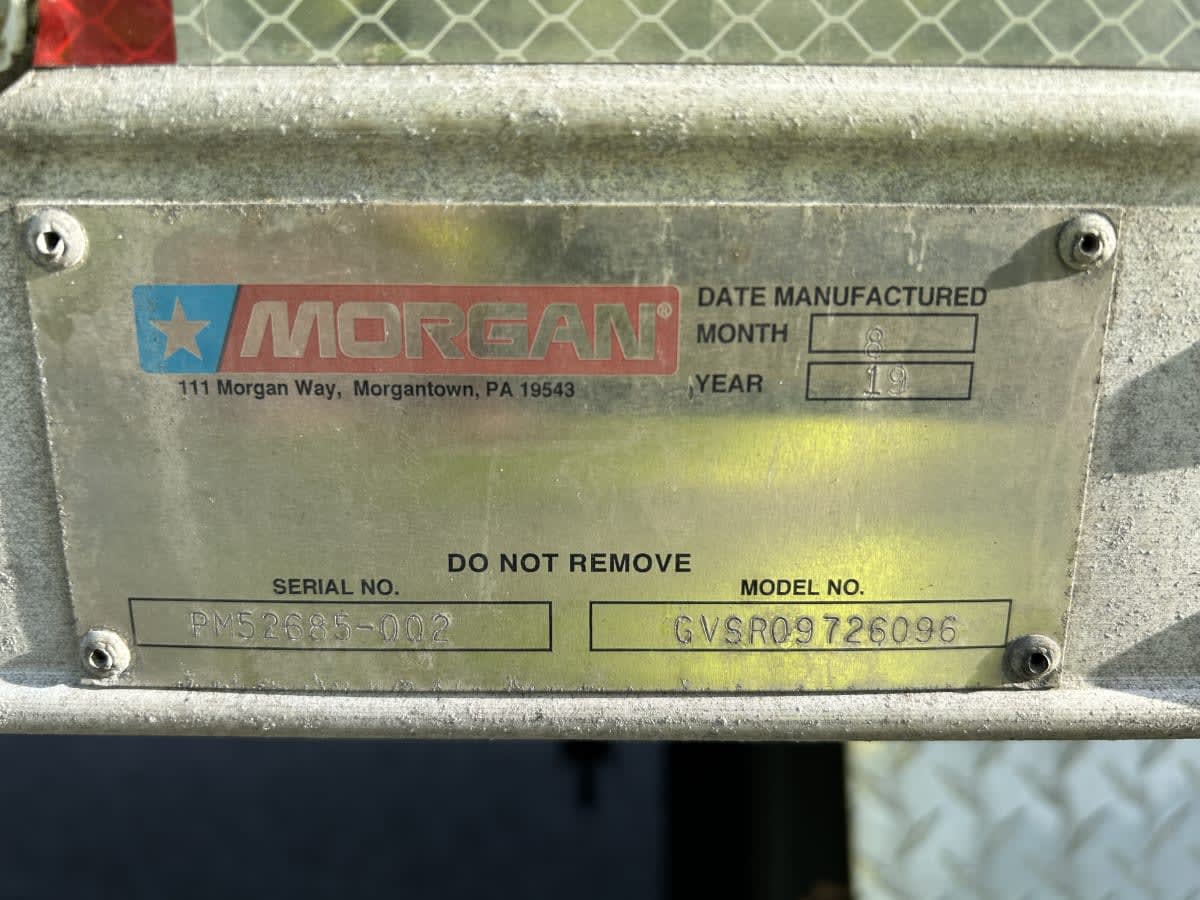 MORGAN®
111 Morgan Way, Morgantown, PA 19543
DATE MANUFACTURED
MONTH 8
YEAR 19
DO NOT REMOVE
SERIAL NO.
PM52685-002
MODEL NO.
GVSR09726096